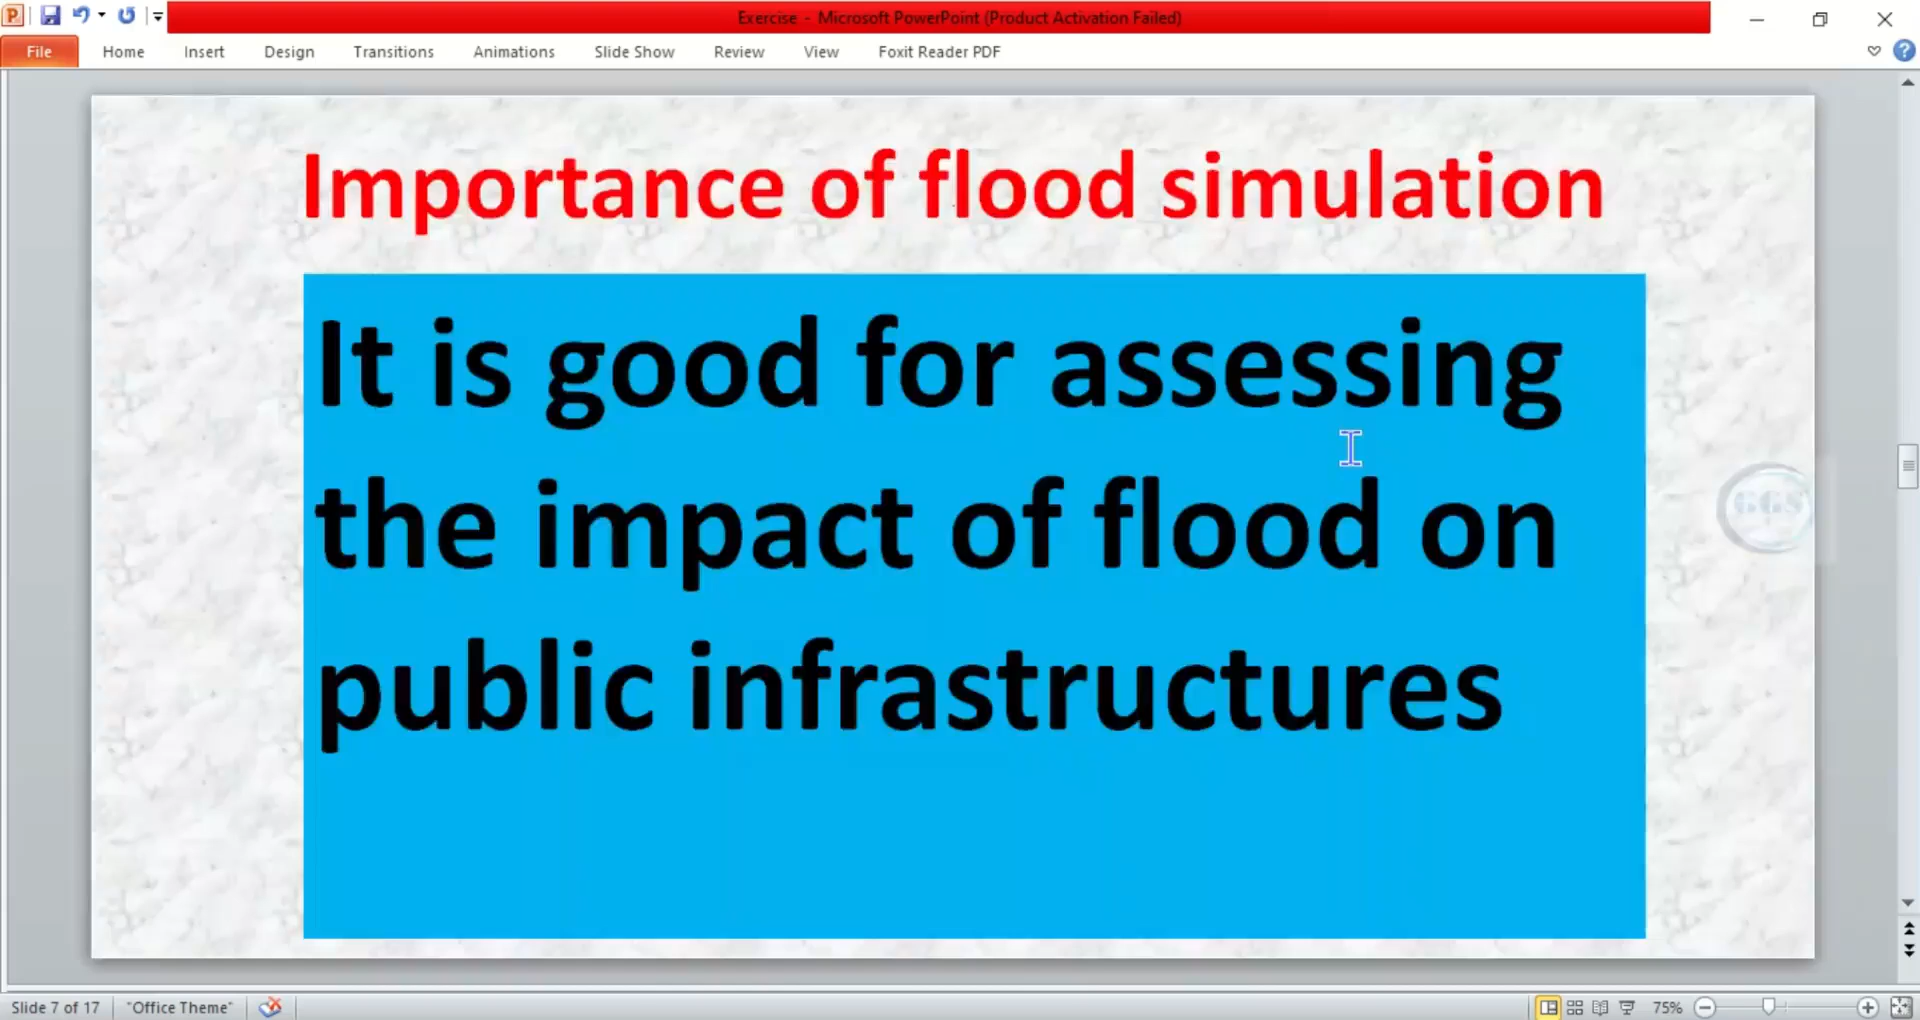 Exercise - Microsoft PowerPoint (Product Activation Failed)
File Home Insert Design Transitions Animations Slide Show Review View Foxit Reader PDF
Importance of flood simulation
It is good for assessing
the impact of flood on
public infrastructures
GGS
Slide 7 of 17 "Office Theme" 75%